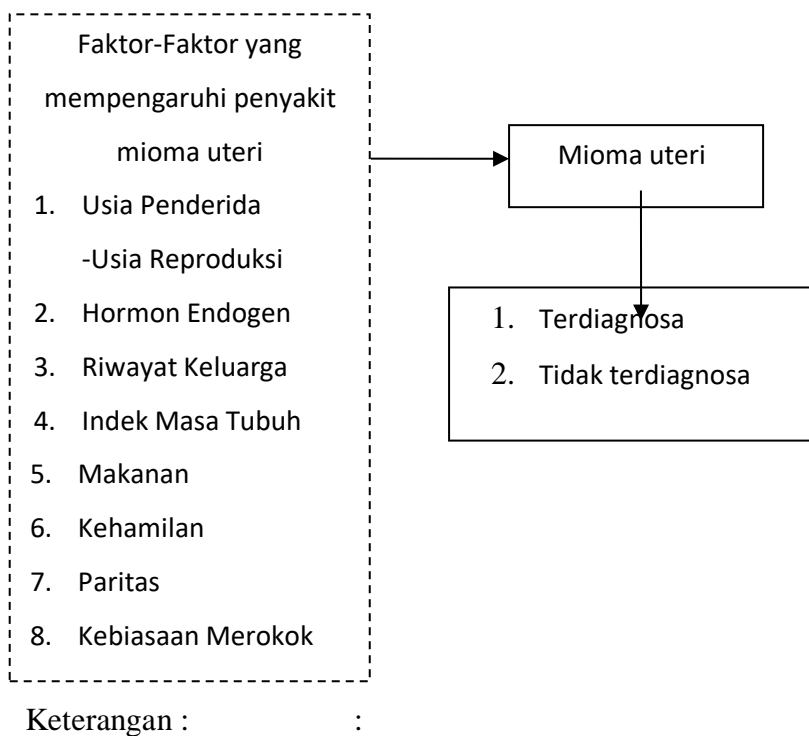 Faktor-Faktor yang
mempengaruhi penyakit
mioma uteri
1. Usia Penderida
-Usia Reproduksi
2. Hormon Endogen
3. Riwayat Keluarga
4. Indek Masa Tubuh
5. Makanan
6. Kehamilan
7. Paritas
8. Kebiasaan Merokok
Mioma uteri
1. Terdiagnosa
2. Tidak terdiagnosa
Keterangan : :